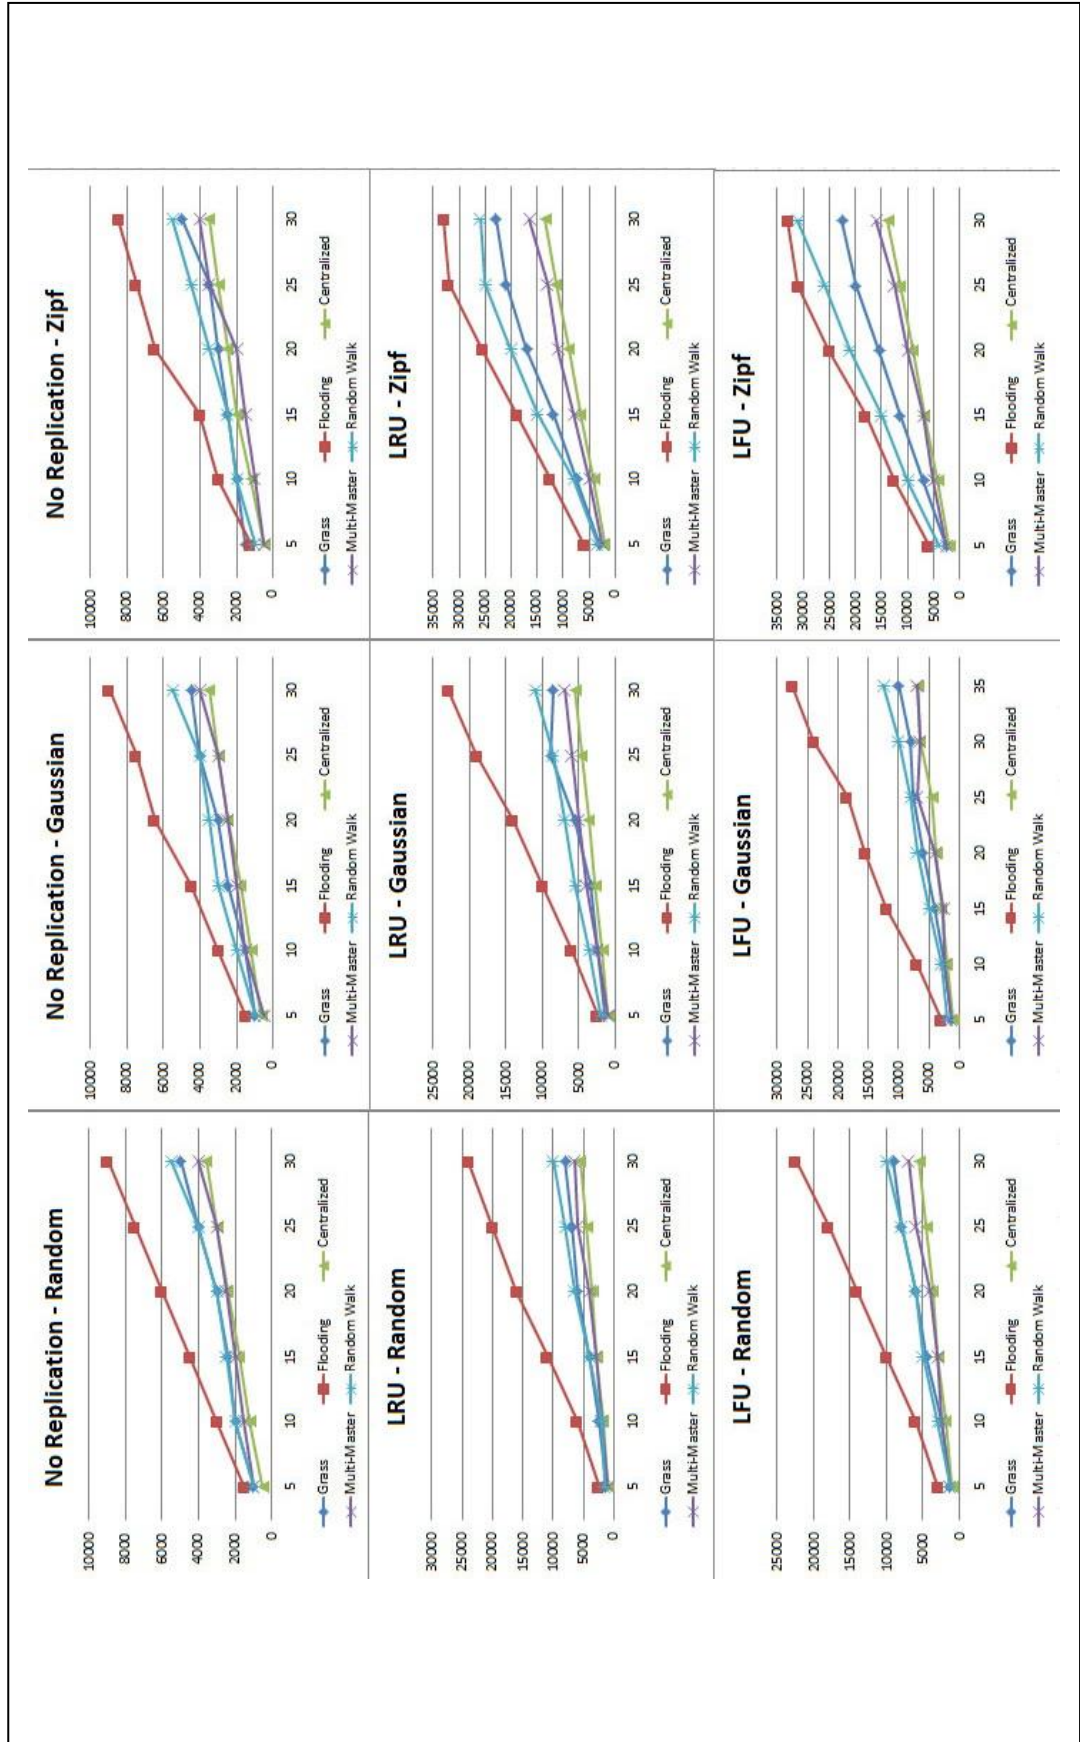 No Replication - Random
10000
8000
6000
4000
2000
0
5 10 15 20 25 30
Grass Flooding Centralized
Multi-Master Random Walk
No Replication - Gaussian
10000
8000
6000
4000
2000
0
5 10 15 20 25 30
Grass Flooding Centralized
Multi-Master Random Walk
No Replication - Zipf
10000
8000
6000
4000
2000
0
5 10 15 20 25 30
Grass Flooding Centralized
Multi-Master Random Walk
LRU - Random
30000
25000
20000
15000
10000
5000
0
5 10 15 20 25 30
Grass Flooding Centralized
Multi-Master Random Walk
LRU - Gaussian
25000
20000
15000
10000
5000
0
5 10 15 20 25 30
Grass Flooding Centralized
Multi-Master Random Walk
LRU - Zipf
35000
30000
25000
20000
15000
10000
5000
0
5 10 15 20 25 30
Grass Flooding Centralized
Multi-Master Random Walk
LFU - Random
25000
20000
15000
10000
5000
0
5 10 15 20 25 30
Grass Flooding Centralized
Multi-Master Random Walk
LFU - Gaussian
30000
25000
20000
15000
10000
5000
0
5 10 15 20 25 30 35
Grass Flooding Centralized
Multi-Master Random Walk
LFU - Zipf
35000
30000
25000
20000
15000
10000
5000
0
5 10 15 20 25 30
Grass Flooding Centralized
Multi-Master Random Walk